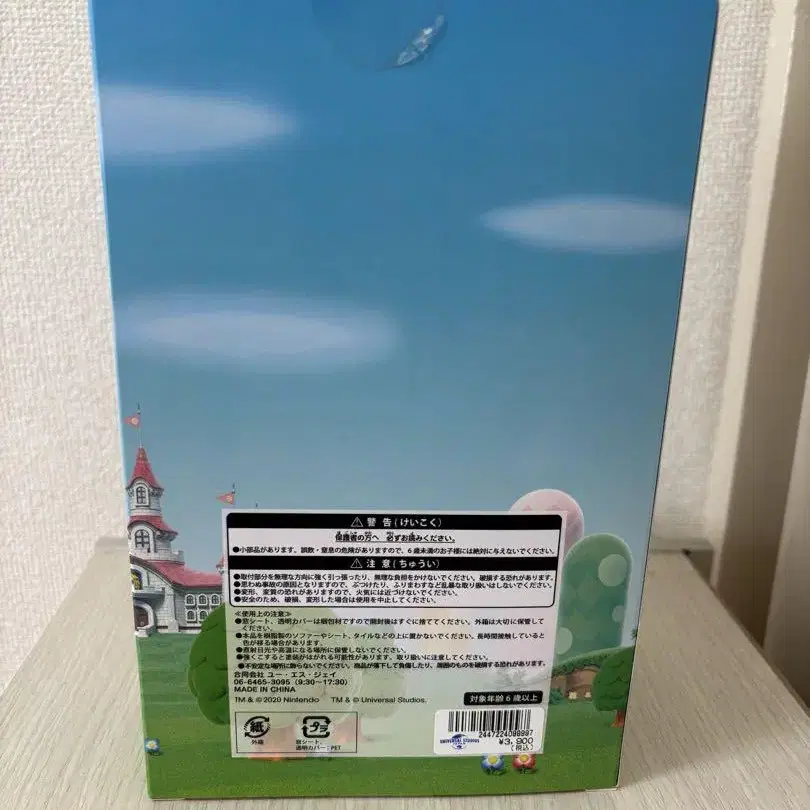 ⚠警 告(けいこく)
保護者の方へ 必ずお読みください。
●小部品があります。誤飲・窒息の危険がありますので、6歳未満のお子様には絶対に与えないでください。
⚠注 意(ちゅうい)
●取付部分を無理な方向に強く引っ張ったり、無理な負担をかけないでください。破損する恐れがあります。
●思わぬ事故の原因となりますので、ぶつけたり、ふりまわすなど乱暴な取り扱いはしないでください。
●変形、変質の恐れがありますので、火気には近づけないでください。
●安全のため、破損、変形した場合は使用を中止してください。
≪使用上の注意≫
●窓シート、透明カバーは梱包材ですので開封後はすぐに捨ててください。外箱は大切に保管して
ください。
●本品を樹脂製のソファーやシート、タイルなどの上に置かないでください。長時間接触していると
色が移る場合があります。
●直射日光や高温になる場所に保管しないでください。
●強くこすると塗装がはがれる可能性があります。取り扱いに注意してください。
●不安定な場所に飾らないでください。商品が落下して負傷したり、周囲のものを破損する恐れがあります。
合同会社 ユー・エス・ジェイ
06-6465-3095(9:30~17:30)
MADE IN CHINA
TM & © 2020 Nintendo TM & © Universal Studios.
対象年齢6歳以上
紙
外箱
プラ
窓シート、
透明カバー:PET
UNIVERSAL STUDIOS
2447224099997
¥3,900
(税込)